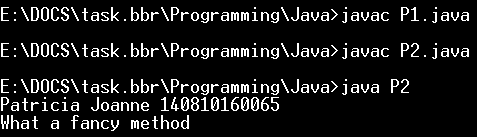 E:\DOCS\task.bbr\Programming\Java>javac P1.java
E:\DOCS\task.bbr\Programming\Java>javac P2.java
E:\DOCS\task.bbr\Programming\Java>java P2
Patricia Joanne 140810160065
What a fancy method